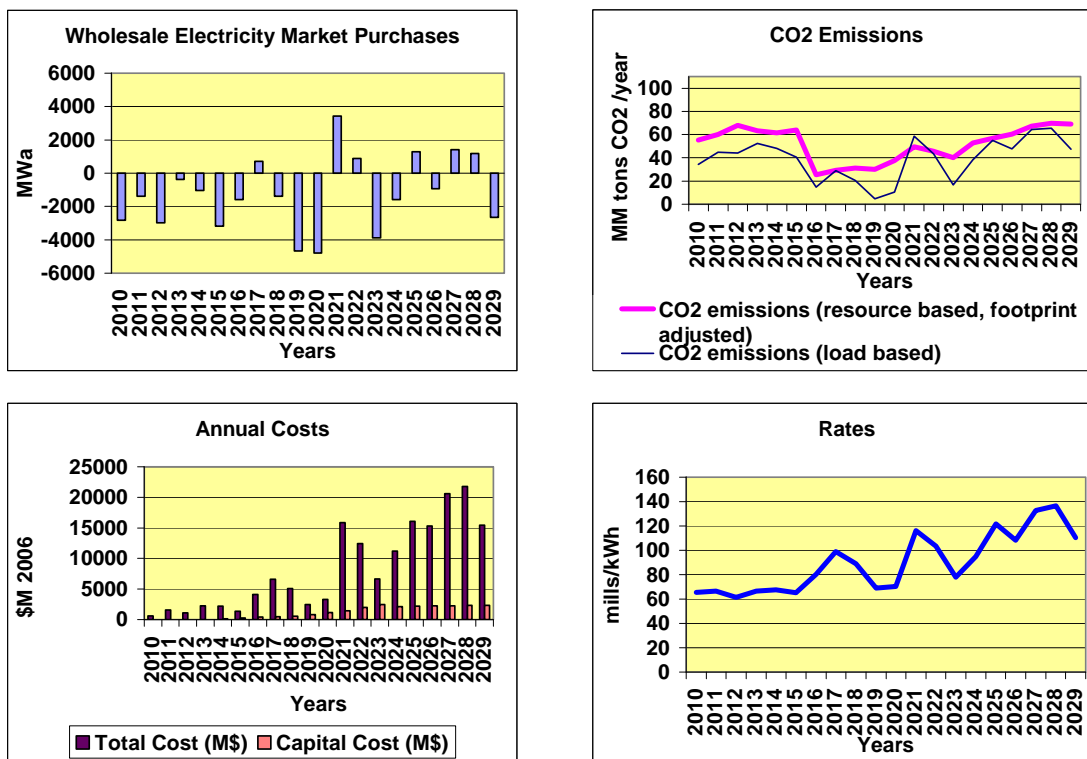 Wholesale Electricity Market Purchases
6000
4000
2000
0
-2000
-4000
-6000
MWa
2010 2011 2012 2013 2014 2015 2016 2017 2018 2019 2020 2021 2022 2023 2024 2025 2026 2027 2028 2029
Years
CO2 Emissions
100
80
60
40
20
0
MM tons CO2 /year
2010 2011 2012 2013 2014 2015 2016 2017 2018 2019 2020 2021 2022 2023 2024 2025 2026 2027 2028 2029
Years
CO2 emissions (resource based, footprint
adjusted)
CO2 emissions (load based)
Annual Costs
25000
20000
15000
10000
5000
0
$M 2006
2010 2011 2012 2013 2014 2015 2016 2017 2018 2019 2020 2021 2022 2023 2024 2025 2026 2027 2028 2029
Years
Total Cost (M$) Capital Cost (M$)
Rates
160
140
120
100
80
60
40
20
0
mills/kWh
2010 2011 2012 2013 2014 2015 2016 2017 2018 2019 2020 2021 2022 2023 2024 2025 2026 2027 2028 2029
Years